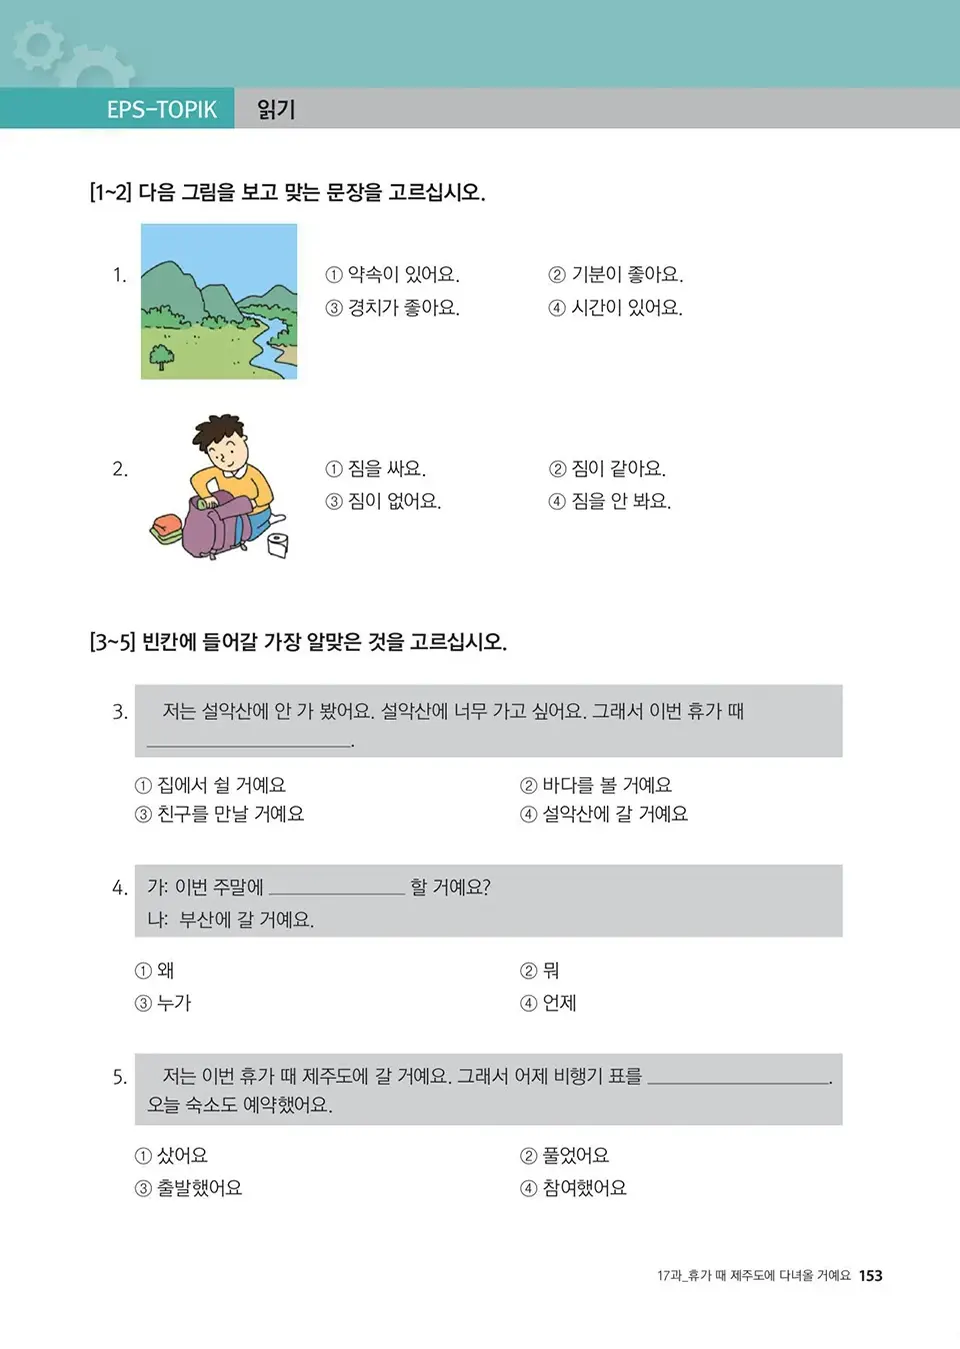 EPS-TOPIK 읽기
[1~2] 다음 그림을 보고 맞는 문장을 고르십시오.
1. ① 약속이 있어요. ② 기분이 좋아요.
③ 경치가 좋아요. ④ 시간이 있어요.
2. ① 짐을 싸요. ② 짐이 같아요.
③ 짐이 없어요. ④ 짐을 안 봐요.
[3~5] 빈칸에 들어갈 가장 알맞은 것을 고르십시오.
3. 저는 설악산에 안 가 봤어요. 설악산에 너무 가고 싶어요. 그래서 이번 휴가 때
____________________.
① 집에서 쉴 거예요 ② 바다를 볼 거예요
③ 친구를 만날 거예요 ④ 설악산에 갈 거예요
4. 가: 이번 주말에 ______________ 할 거예요?
나: 부산에 갈 거예요.
① 왜 ② 뭐
③ 누가 ④ 언제
5. 저는 이번 휴가 때 제주도에 갈 거예요. 그래서 어제 비행기 표를 __________________.
오늘 숙소도 예약했어요.
① 샀어요 ② 풀었어요
③ 출발했어요 ④ 참여했어요
17과_휴가 때 제주도에 다녀올 거예요 153